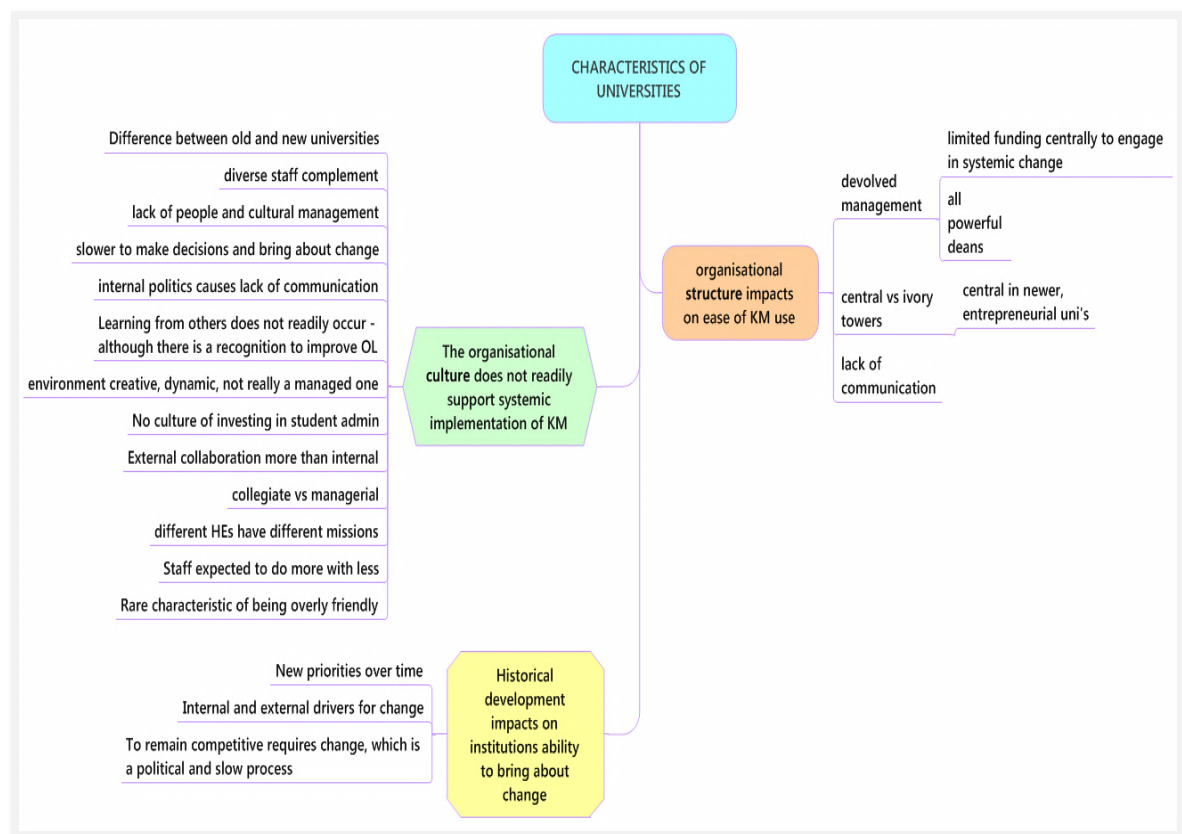 CHARACTERISTICS OF
UNIVERSITIES
Difference between old and new universities
diverse staff complement
lack of people and cultural management
slower to make decisions and bring about change
internal politics causes lack of communication
Learning from others does not readily occur -
although there is a recognition to improve OL
environment creative, dynamic, not really a managed one
No culture of investing in student admin
External collaboration more than internal
collegiate vs managerial
different HEs have different missions
Staff expected to do more with less
Rare characteristic of being overly friendly
The organisational
culture does not readily
support systemic
implementation of KM
organisational
structure impacts
on ease of KM use
devolved
management
limited funding centrally to engage
in systemic change
all
powerful
deans
central vs ivory
towers
central in newer,
entrepreneurial uni's
lack of
communication
New priorities over time
Internal and external drivers for change
To remain competitive requires change, which is
a political and slow process
Historical
development
impacts on
institutions ability
to bring about
change